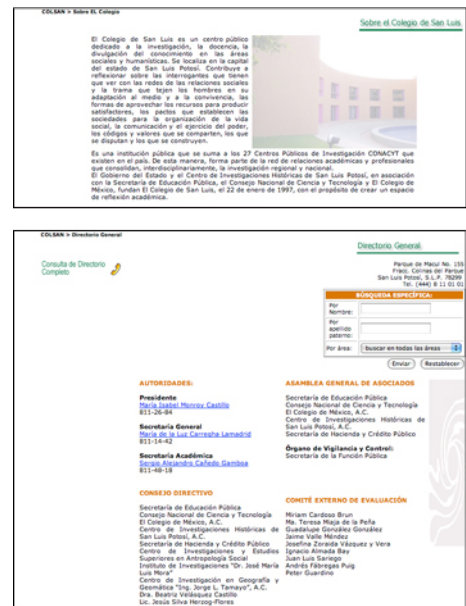 COLSAN > Sobre EL Colegio
Sobre el Colegio de San Luis
El Colegio de San Luis es un centro público
dedicado a la investigación, la docencia, la
divulgación del conocimiento en las áreas
sociales y humanísticas. Se localiza en la capital
del estado de San Luis Potosí. Contribuye a
reflexionar sobre las interrogantes que tienen
que ver con las redes de las relaciones sociales
y la trama que tejen los hombres en su
adaptación al medio y a la convivencia, las
formas de aprovechar los recursos para producir
satisfactores, los pactos que establecen las
sociedades para la organización de la vida
social, la comunicación y el ejercicio del poder,
los códigos y valores que se comparten, los que
se disputan y los que se construyen.
Es una institución pública que se suma a los 27 Centros Públicos de Investigación CONACYT que
existen en el país. De esta manera, forma parte de la red de relaciones académicas y profesionales
que consolidan, interdisciplinariamente, la investigación regional y nacional.
El Gobierno del Estado y el Centro de Investigaciones Históricas de San Luis Potosí, en asociación
con la Secretaría de Educación Pública, el Consejo Nacional de Ciencia y Tecnología y El Colegio de
México, fundan El Colegio de San Luis, el 22 de enero de 1997, con el propósito de crear un espacio
de reflexión académica.
COLSAN > Directorio General
Directorio General
Consulta de Directorio
Completo
Parque de Macul No. 155
Fracc. Colinas del Parque
San Luis Potosí, S.L.P. 78299
Tel. (444) 8 11 01 01
BÚSQUEDA ESPECÍFICA:
Por
Nombre:
Por
apellido
paterno:
Por área:
buscar en todas las áreas
Enviar
Restablecer
AUTORIDADES:
Presidente
María Isabel Monroy Castillo
811-26-84
Secretaria General
María de la Luz Carregha Lamadrid
811-14-42
Secretaria Académica
Sergio Alejandro Cañedo Gamboa
811-48-18
ASAMBLEA GENERAL DE ASOCIADOS
Secretaría de Educación Pública
Consejo Nacional de Ciencia y Tecnología
El Colegio de México, A.C.
Centro de Investigaciones Históricas de
San Luis Potosí, A.C.
Secretaría de Hacienda y Crédito Público
Órgano de Vigilancia y Control:
Secretaría de la Función Pública
CONSEJO DIRECTIVO
Secretaría de Educación Pública
Consejo Nacional de Ciencia y Tecnología
El Colegio de México, A.C.
Centro de Investigaciones Históricas de
San Luis Potosí, A.C.
Secretaría de Hacienda y Crédito Público
Centro de Investigaciones y Estudios
Superiores en Antropología Social
Instituto de Investigaciones "Dr. José María
Luis Mora"
Centro de Investigación en Geografía y
Geomática "Ing. Jorge L. Tamayo", A.C.
Dra. Beatriz Velásquez Castillo
Lic. Jesús Silva Herzog-Flores
COMITÉ EXTERNO DE EVALUACIÓN
Miriam Cardoso Brun
Ma. Teresa Miaja de la Peña
Guadalupe González González
Jaime Valle Méndez
Josefina Zoraida Vázquez y Vera
Ignacio Almada Bay
Juan Luis Sariego
Andrés Fábregas Puig
Peter Guardino